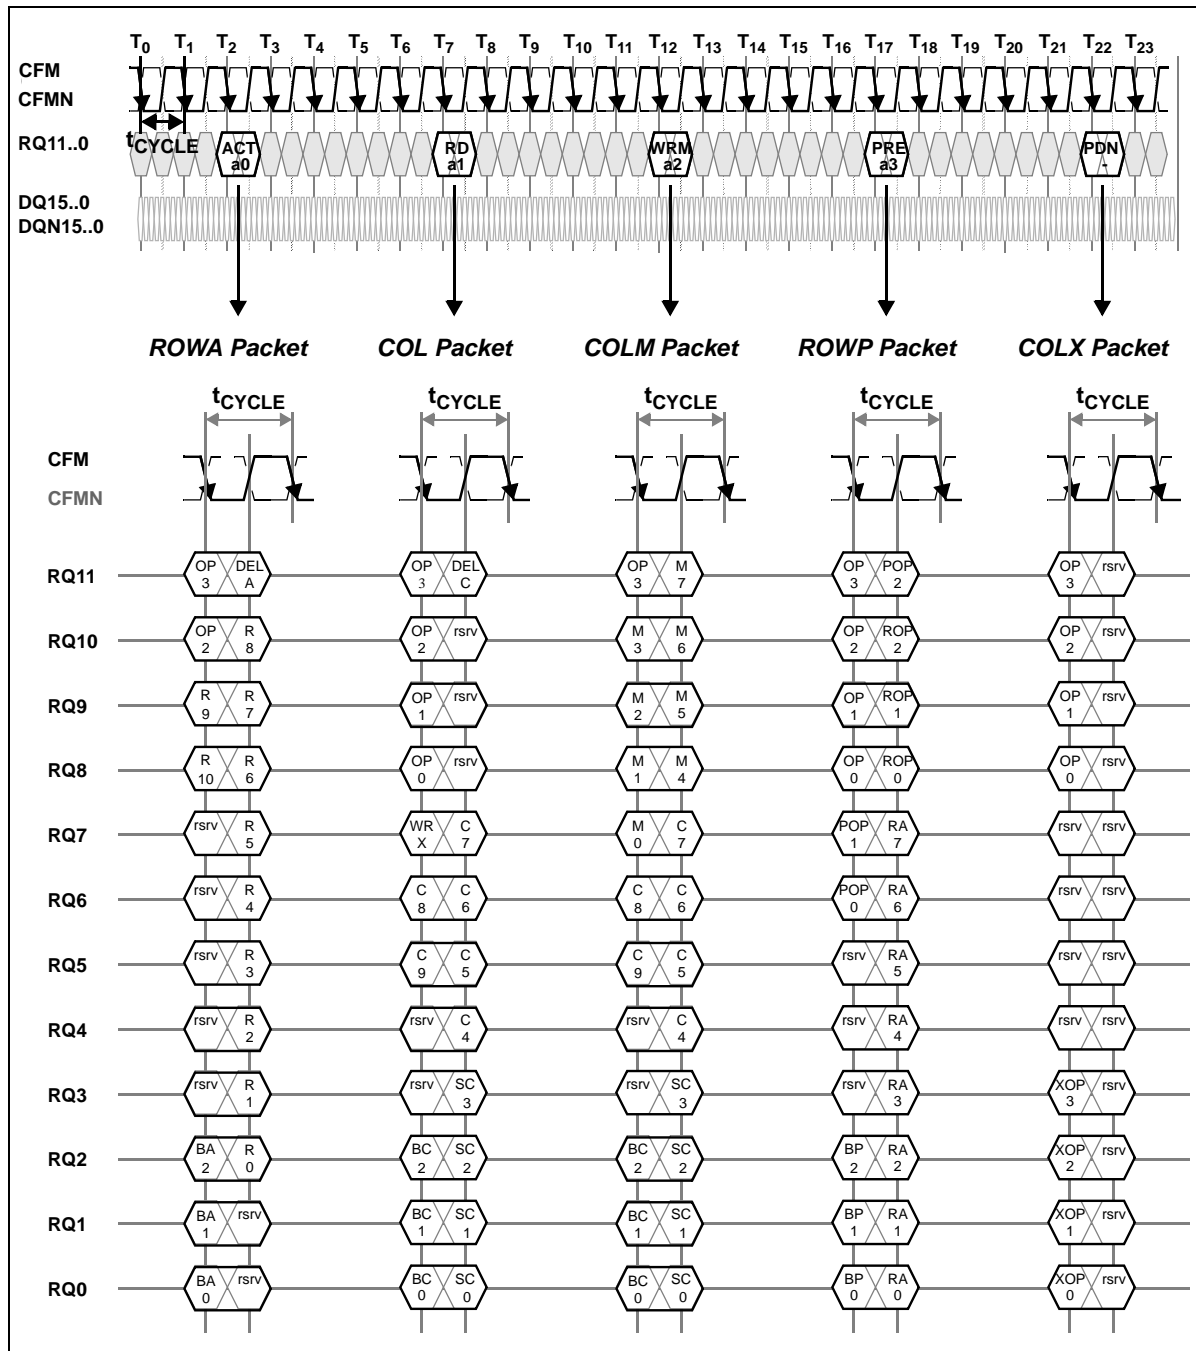 T0 T1 T2 T3 T4 T5 T6 T7 T8 T9 T10 T11 T12 T13 T14 T15 T16 T17 T18 T19 T20 T21 T22 T23
CFM
CFMN
RQ11..0 ACT a0 RD a1 WRM a2 PRE a3 PDN -
tCYCLE
DQ15..0
DQN15..0
ROWA Packet COL Packet COLM Packet ROWP Packet COLX Packet
tCYCLE tCYCLE tCYCLE tCYCLE tCYCLE
CFM
CFMN
RQ11 OP 3 DEL A OP 3 DEL C OP 3 M 7 OP 3 POP 2 OP 3 rsrv
RQ10 OP 2 R 8 OP 2 rsrv M 3 M 6 OP 2 ROP 2 OP 2 rsrv
RQ9 R 9 R 7 OP 1 rsrv M 2 M 5 OP 1 ROP 1 OP 1 rsrv
RQ8 R 10 R 6 OP 0 rsrv M 1 M 4 OP 0 ROP 0 OP 0 rsrv
RQ7 rsrv R 5 WR X C 7 M 0 C 7 POP 1 RA 7 rsrv rsrv
RQ6 rsrv R 4 C 8 C 6 C 8 C 6 POP 0 RA 6 rsrv rsrv
RQ5 rsrv R 3 C 9 C 5 C 9 C 5 rsrv RA 5 rsrv rsrv
RQ4 rsrv R 2 rsrv C 4 rsrv C 4 rsrv RA 4 rsrv rsrv
RQ3 rsrv R 1 rsrv SC 3 rsrv SC 3 rsrv RA 3 XOP 3 rsrv
RQ2 BA 2 R 0 BC 2 SC 2 BC 2 SC 2 BP 2 RA 2 XOP 2 rsrv
RQ1 BA 1 rsrv BC 1 SC 1 BC 1 SC 1 BP 1 RA 1 XOP 1 rsrv
RQ0 BA 0 rsrv BC 0 SC 0 BC 0 SC 0 BP 0 RA 0 XOP 0 rsrv